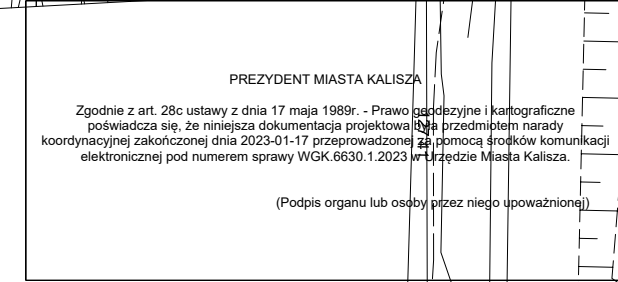 PREZYDENT MIASTA KALISZA
Zgodnie z art. 28c ustawy z dnia 17 maja 1989r. - Prawo geodezyjne i kartograficzne
poświadcza się, że niniejsza dokumentacja projektowa była przedmiotem narady
koordynacyjnej zakończonej dnia 2023-01-17 przeprowadzonej za pomocą środków komunikacji
elektronicznej pod numerem sprawy WGK.6630.1.2023 w Urzędzie Miasta Kalisza.
(Podpis organu lub osoby przez niego upoważnionej)